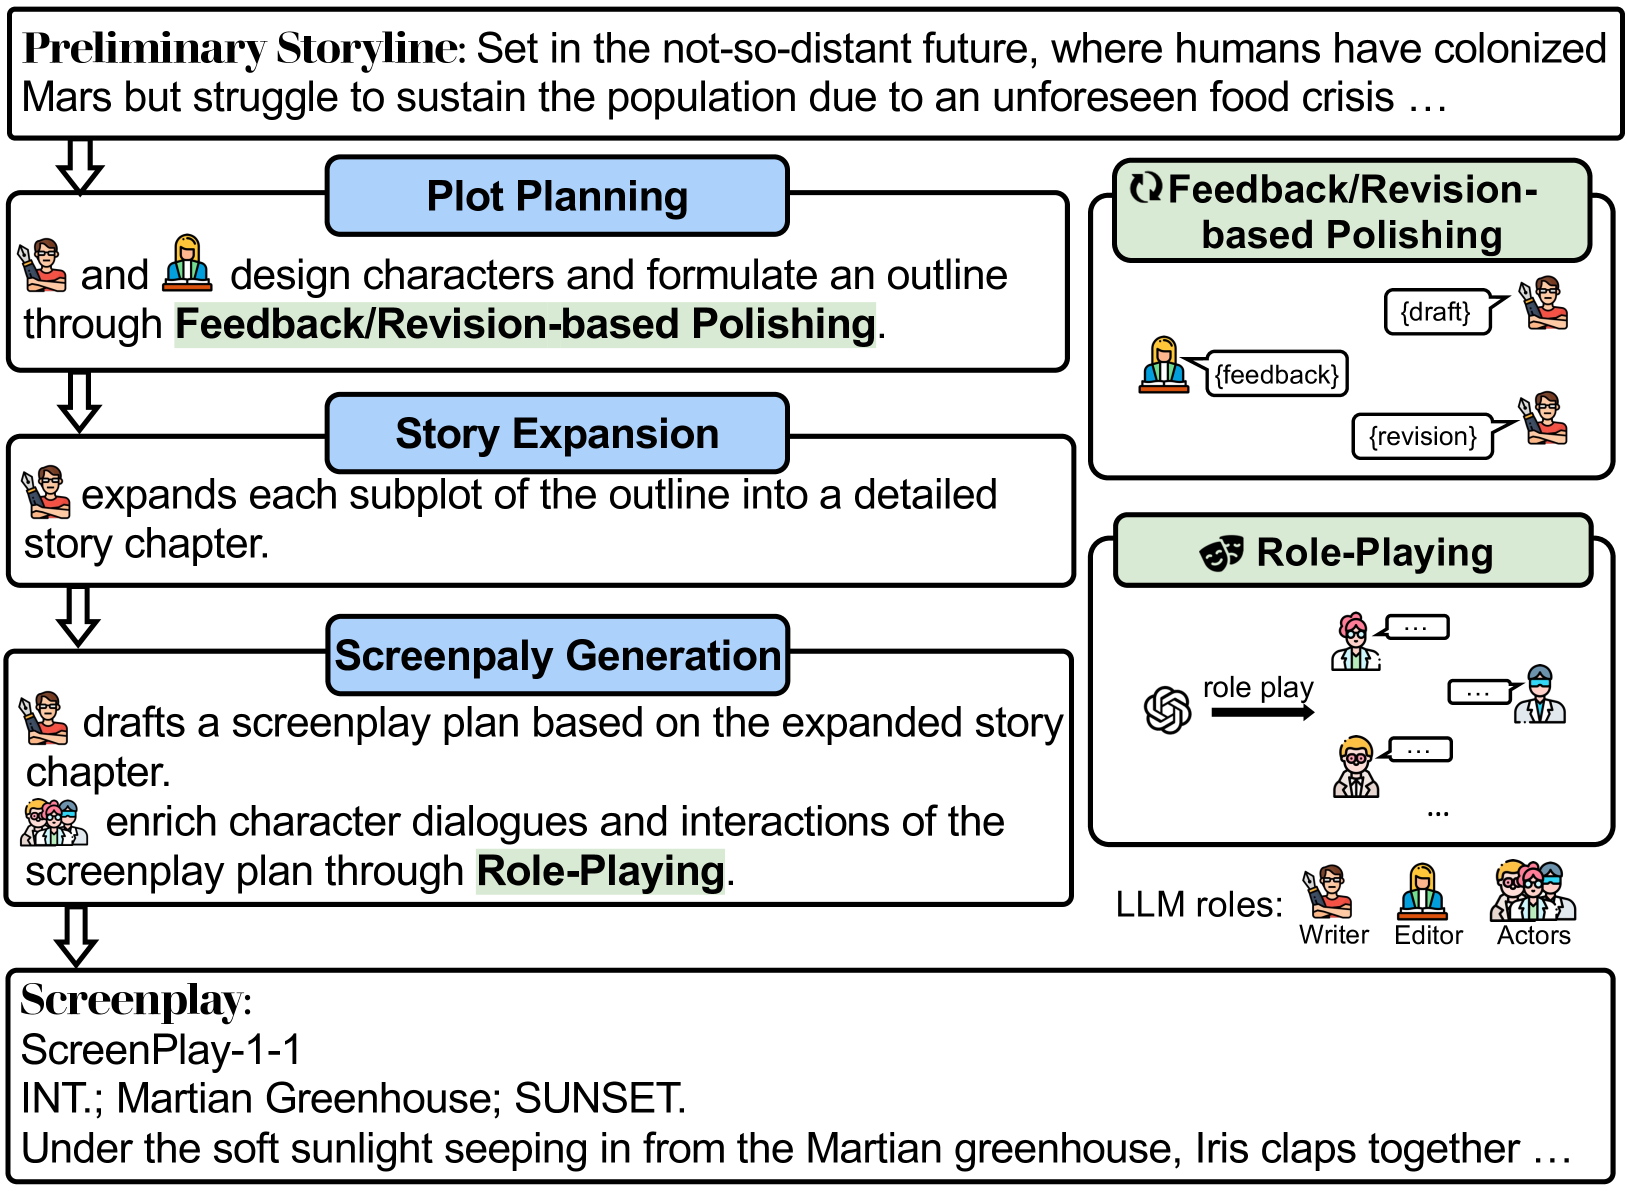 Preliminary Storyline: Set in the not-so-distant future, where humans have colonized
Mars but struggle to sustain the population due to an unforeseen food crisis …
Plot Planning
and design characters and formulate an outline
through Feedback/Revision-based Polishing.
Story Expansion
expands each subplot of the outline into a detailed
story chapter.
Screenpaly Generation
drafts a screenplay plan based on the expanded story
chapter.
enrich character dialogues and interactions of the
screenplay plan through Role-Playing.
Feedback/Revision-
based Polishing
{draft}
{feedback}
{revision}
Role-Playing
role play
...
...
...
...
LLM roles:
Writer Editor Actors
Screenplay:
ScreenPlay-1-1
INT.; Martian Greenhouse; SUNSET.
Under the soft sunlight seeping in from the Martian greenhouse, Iris claps together …